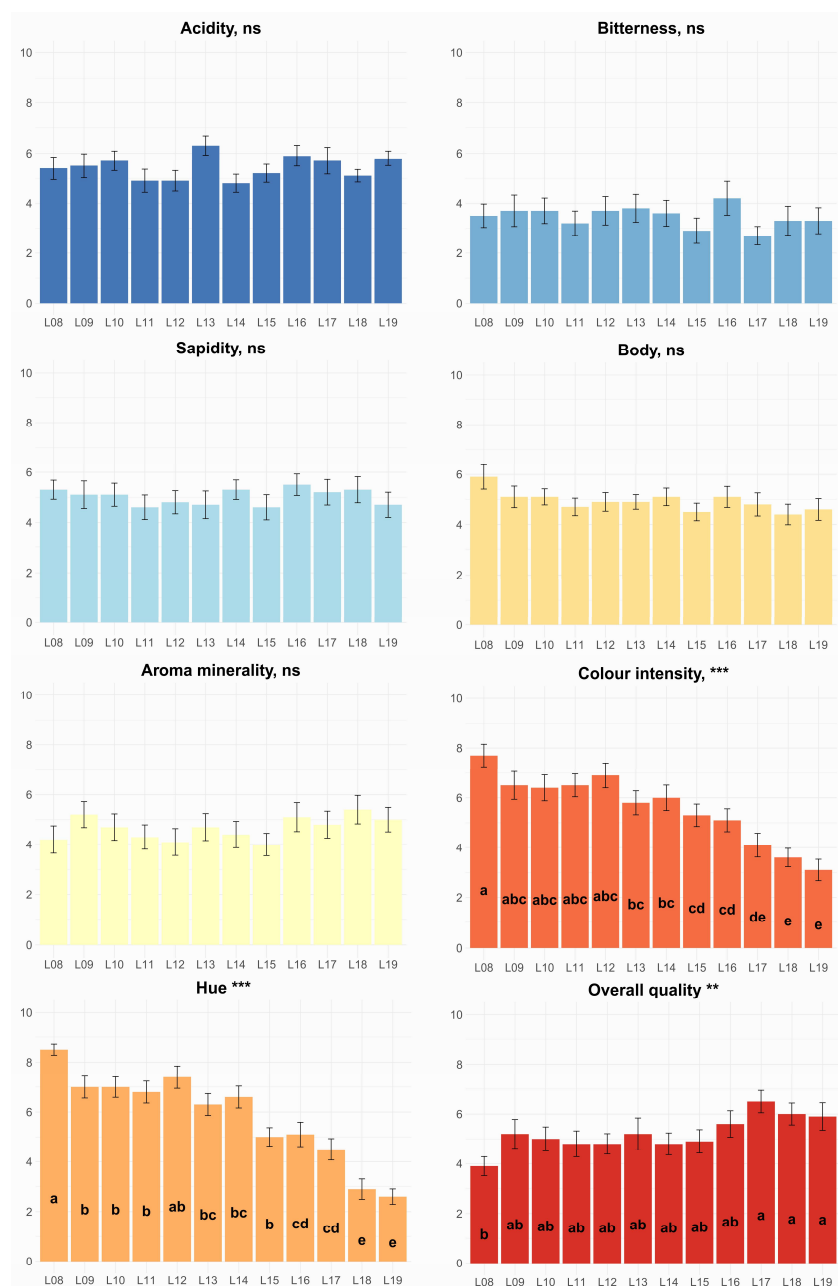 Acidity, ns
10
8
6
4
2
0
L08 L09 L10 L11 L12 L13 L14 L15 L16 L17 L18 L19
Bitterness, ns
10
8
6
4
2
0
L08 L09 L10 L11 L12 L13 L14 L15 L16 L17 L18 L19
Sapidity, ns
10
8
6
4
2
0
L08 L09 L10 L11 L12 L13 L14 L15 L16 L17 L18 L19
Body, ns
10
8
6
4
2
0
L08 L09 L10 L11 L12 L13 L14 L15 L16 L17 L18 L19
Aroma minerality, ns
10
8
6
4
2
0
L08 L09 L10 L11 L12 L13 L14 L15 L16 L17 L18 L19
Colour intensity, ***
10
8
6
4
2
0
a abc abc abc abc bc bc cd cd de e e
L08 L09 L10 L11 L12 L13 L14 L15 L16 L17 L18 L19
Hue ***
10
8
6
4
2
0
a b b b ab bc bc b cd cd e e
L08 L09 L10 L11 L12 L13 L14 L15 L16 L17 L18 L19
Overall quality **
10
8
6
4
2
0
b ab ab ab ab ab ab ab ab a a a
L08 L09 L10 L11 L12 L13 L14 L15 L16 L17 L18 L19